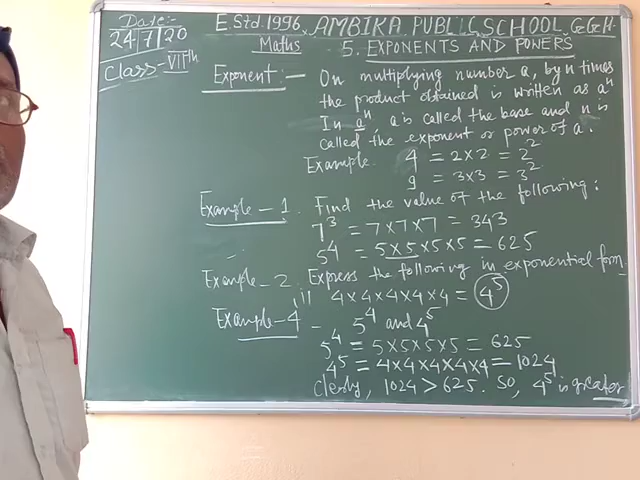 Date:-
24/7/20
Class-VIIth
E.Std.1996, AMBIKA PUBLIC SCHOOL,
Maths
5. EXPONENTS AND POWERS
Exponent:- On multiplying number a, by n times
the product obtained is written as aⁿ
In aⁿ, a is called the base and n is
called the exponent or power of a.
Example 4 = 2×2 = 2²
9 = 3×3 = 3²
Example-1. Find the value of the following:
7³ = 7×7×7 = 343
5⁴ = 5×5×5×5 = 625
Example-2. Express the following in exponential form
4×4×4×4×4 = 4⁵
Example-4 - 5⁴ and 4⁵
5⁴ = 5×5×5×5 = 625
4⁵ = 4×4×4×4×4 = 1024
Clearly, 1024 > 625. So, 4⁵ is greater